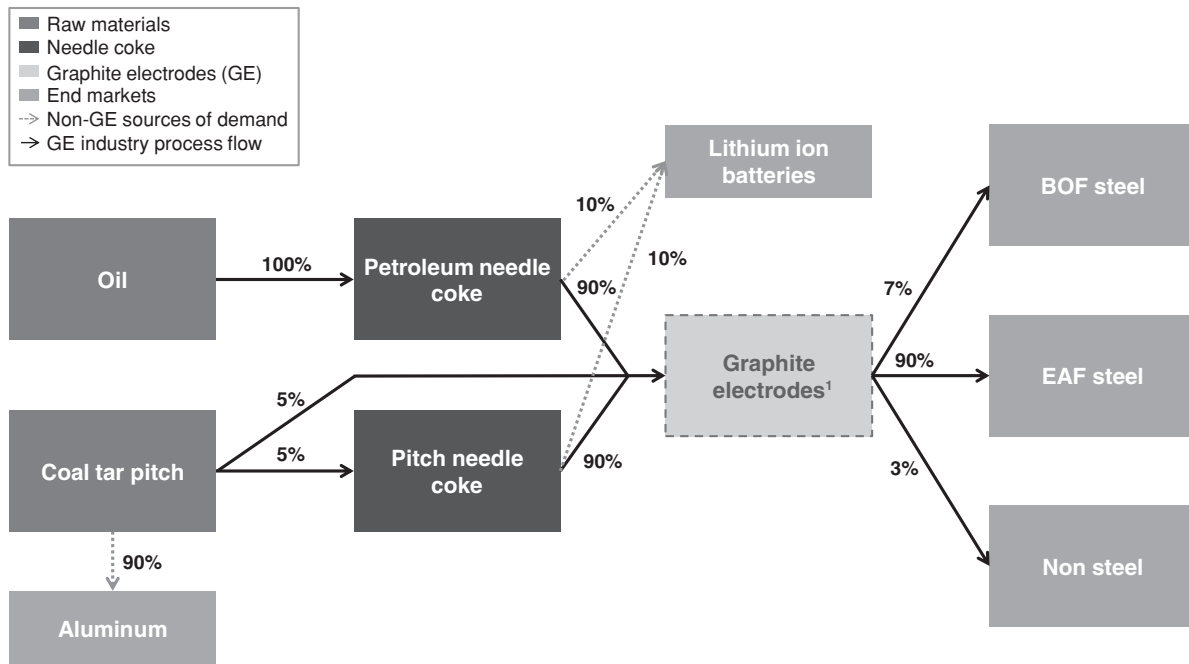 Raw materials
Needle coke
Graphite electrodes (GE)
End markets
Non-GE sources of demand
GE industry process flow
Lithium ion
batteries
BOF steel
10%
10%
Oil
100%
Petroleum needle
coke
90%
7%
Graphite
electrodes¹
90%
EAF steel
5%
Coal tar pitch
5%
Pitch needle
coke
90%
3%
Non steel
90%
Aluminum